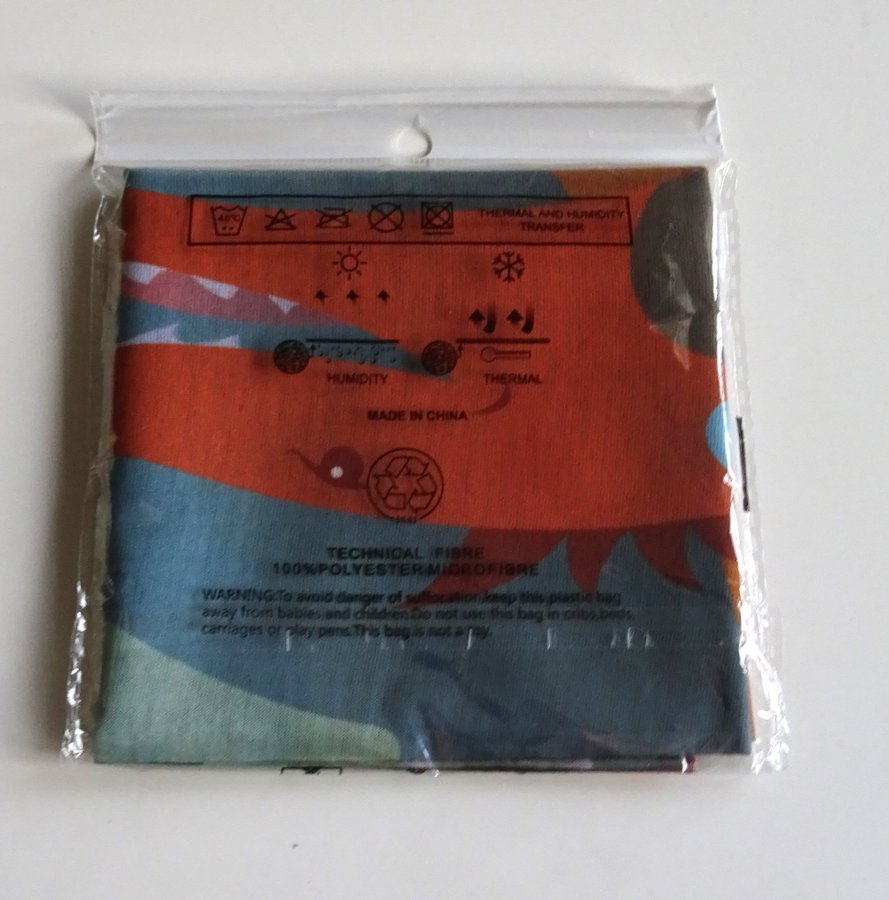 40°C
THERMAL AND HUMIDITY
TRANSFER
HUMIDITY
THERMAL
MADE IN CHINA
TECHNICAL FIBRE
100%POLYESTER MICROFIBRE
WARNING:To avoid danger of suffocation,keep this plastic bag
away from babies and children.Do not use this bag in cribs,beds,
carriages or play pens.This bag is not a